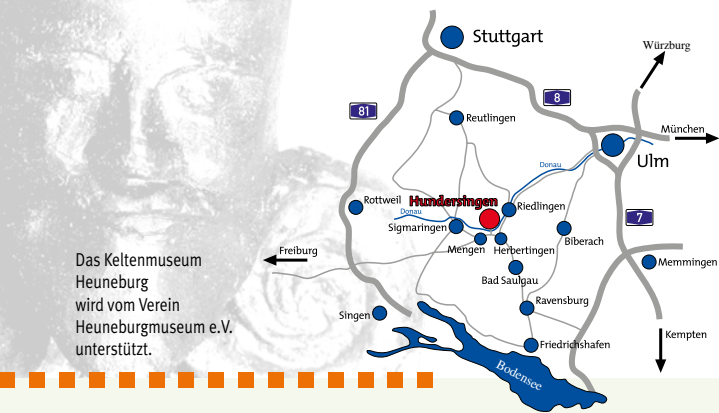 Stuttgart
Würzburg
81
8
Reutlingen
München
Ulm
Donau
Rottweil
Hundersingen
Riedlingen
Donau
Sigmaringen
7
Biberach
Mengen
Herbertingen
Freiburg
Memmingen
Bad Saulgau
Das Keltenmuseum
Heuneburg
wird vom Verein
Heuneburgmuseum e.V.
unterstützt.
Ravensburg
Singen
Kempten
Friedrichshafen
Bodensee